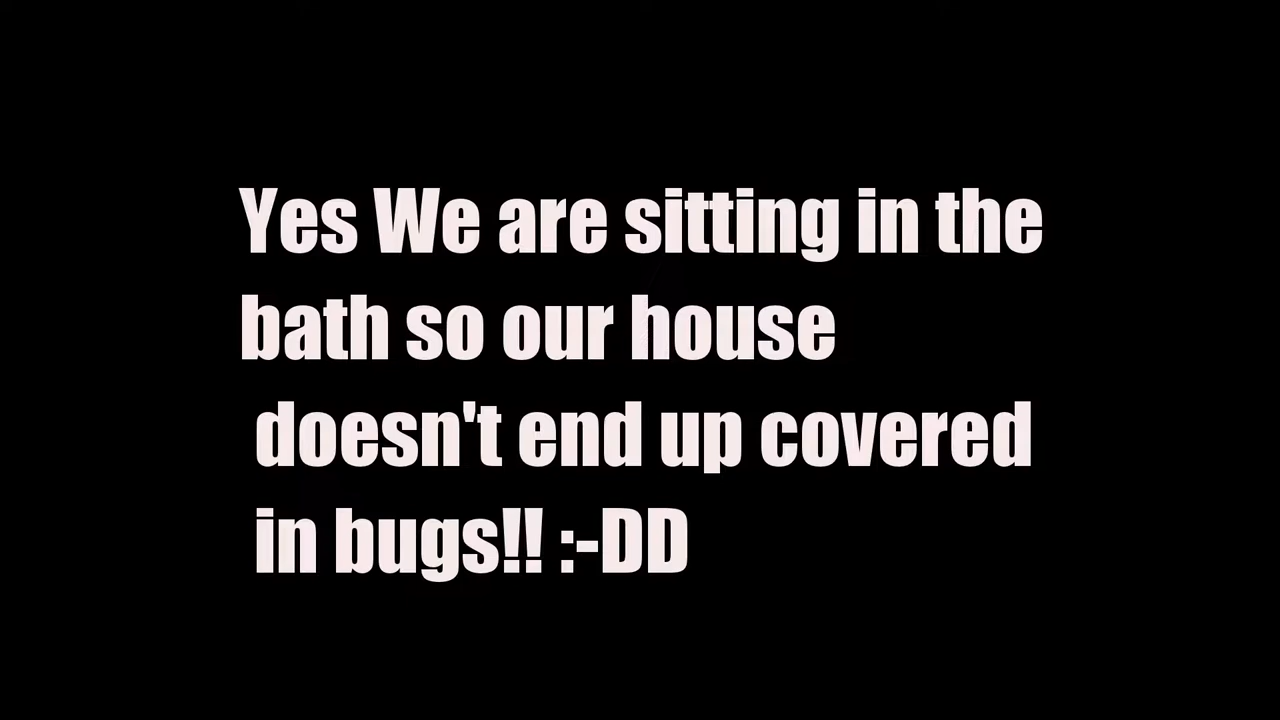 Yes We are sitting in the
bath so our house
doesn't end up covered
in bugs!! :-DD